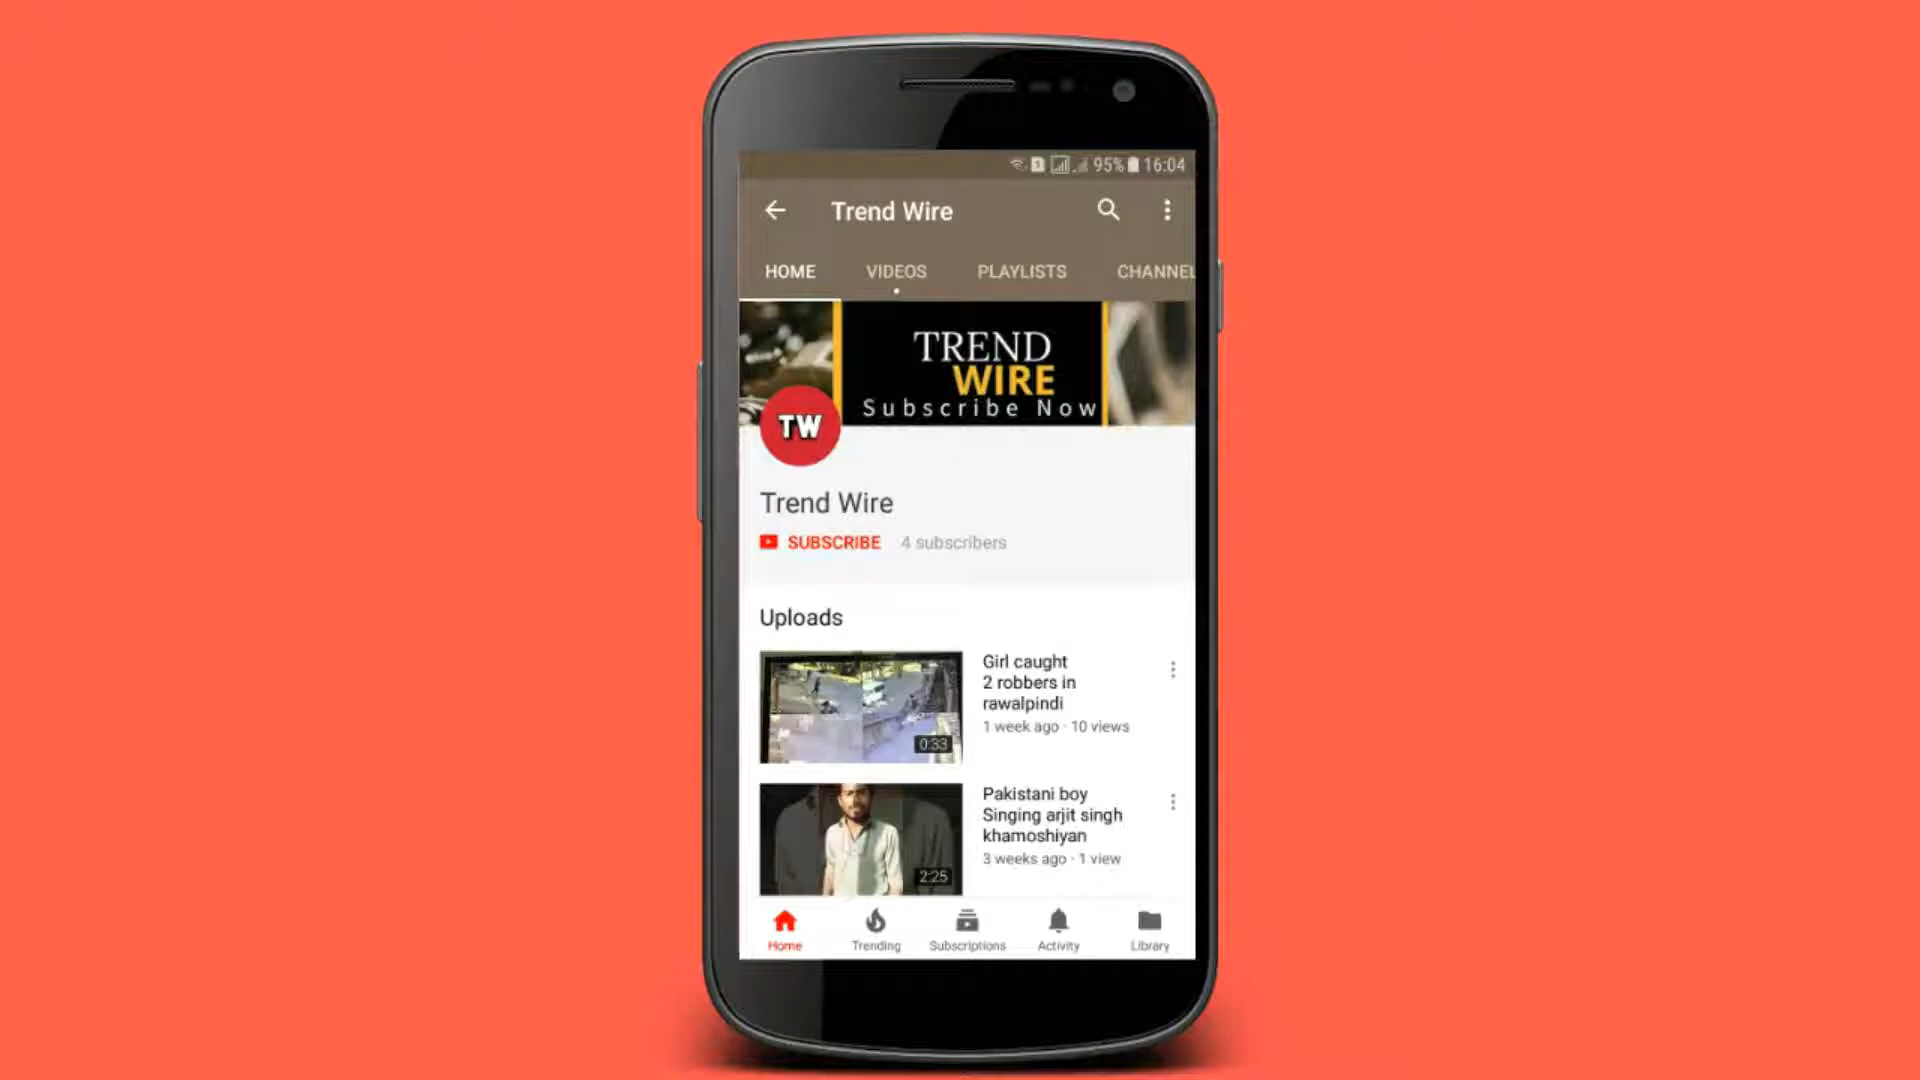 95% 16:04
Trend Wire
HOME VIDEOS PLAYLISTS CHANNEL
TREND
WIRE
Subscribe Now
TW
Trend Wire
SUBSCRIBE 4 subscribers
Uploads
Girl caught
2 robbers in
rawalpindi
1 week ago · 10 views
0:33
Pakistani boy
Singing arjit singh
khamoshiyan
3 weeks ago · 1 view
2:25
Home Trending Subscriptions Activity Library